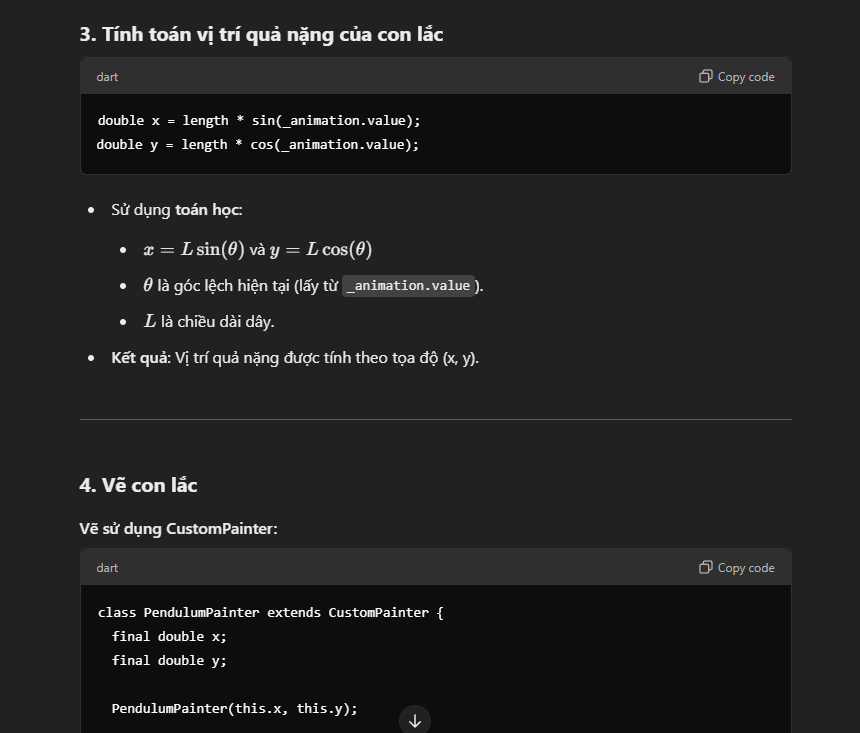 3. Tính toán vị trí quả nặng của con lắc
dart
Copy code
double x = length * sin(_animation.value);
double y = length * cos(_animation.value);
Sử dụng toán học:
x = L sin(θ) và y = L cos(θ)
θ là góc lệch hiện tại (lấy từ _animation.value).
L là chiều dài dây.
Kết quả: Vị trí quả nặng được tính theo tọa độ (x, y).
4. Vẽ con lắc
Vẽ sử dụng CustomPainter:
dart
Copy code
class PendulumPainter extends CustomPainter {
final double x;
final double y;
PendulumPainter(this.x, this.y);